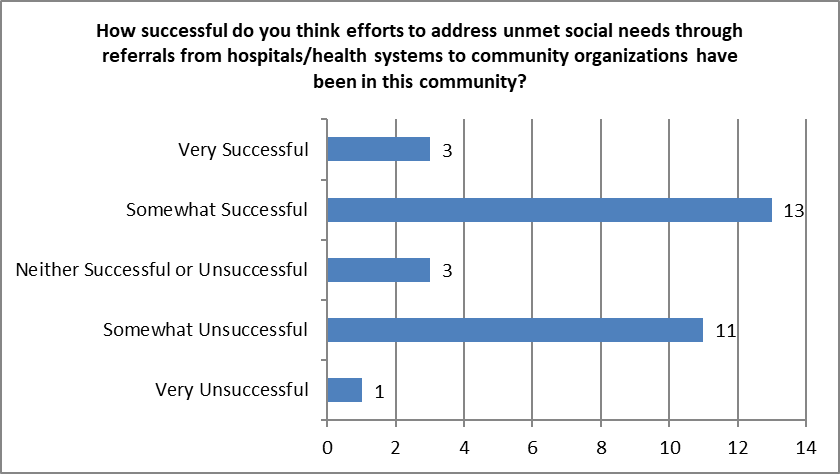 How successful do you think efforts to address unmet social needs through
referrals from hospitals/health systems to community organizations have
been in this community?
Very Successful 3
Somewhat Successful 13
Neither Successful or Unsuccessful 3
Somewhat Unsuccessful 11
Very Unsuccessful 1
0 2 4 6 8 10 12 14